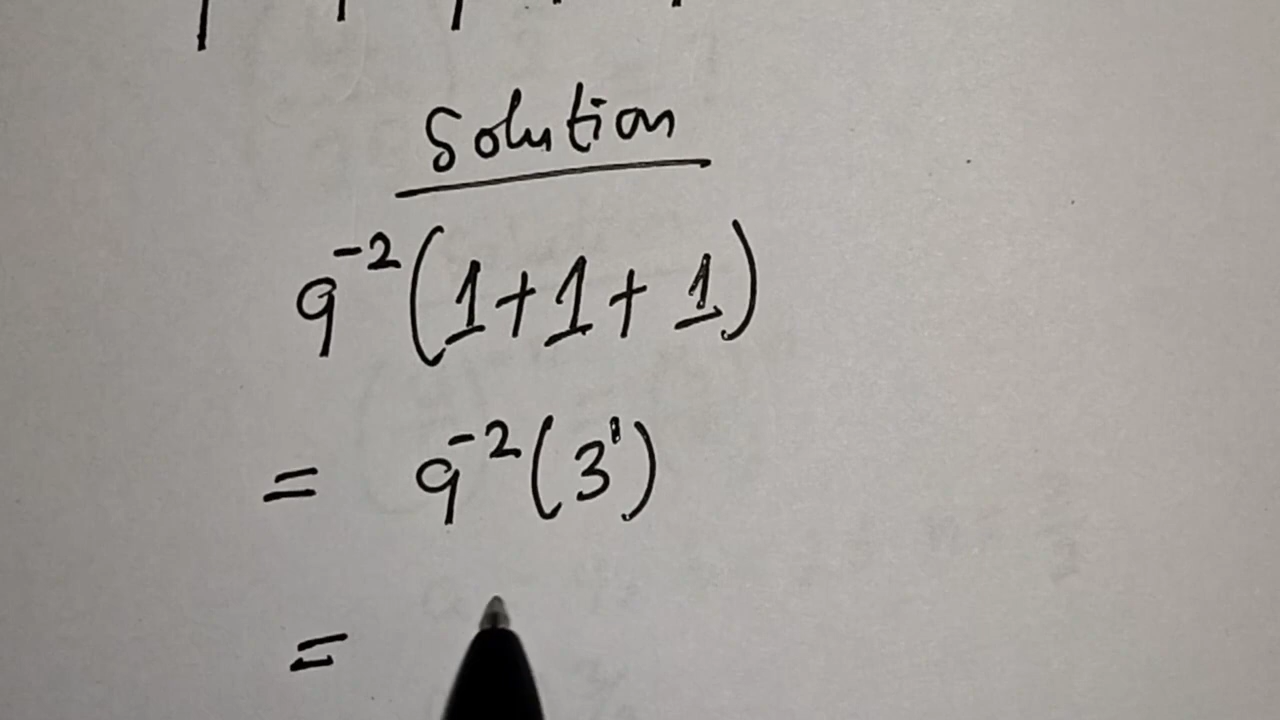 Solution
9⁻²(1+1+1)
= 9⁻²(3¹)
=